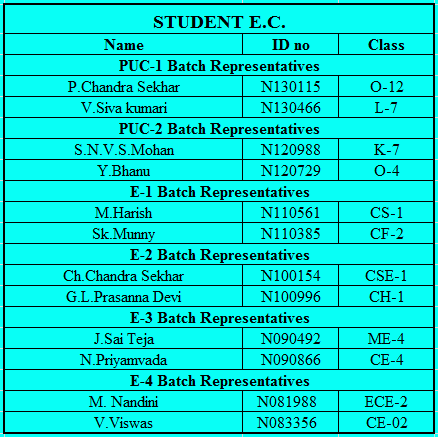 STUDENT E.C.
Name ID no Class
PUC-1 Batch Representatives
P.Chandra Sekhar N130115 O-12
V.Siva kumari N130466 L-7
PUC-2 Batch Representatives
S.N.V.S.Mohan N120988 K-7
Y.Bhanu N120729 O-4
E-1 Batch Representatives
M.Harish N110561 CS-1
Sk.Munny N110385 CF-2
E-2 Batch Representatives
Ch.Chandra Sekhar N100154 CSE-1
G.L.Prasanna Devi N100996 CH-1
E-3 Batch Representatives
J.Sai Teja N090492 ME-4
N.Priyamvada N090866 CE-4
E-4 Batch Representatives
M. Nandini N081988 ECE-2
V.Viswas N083356 CE-02